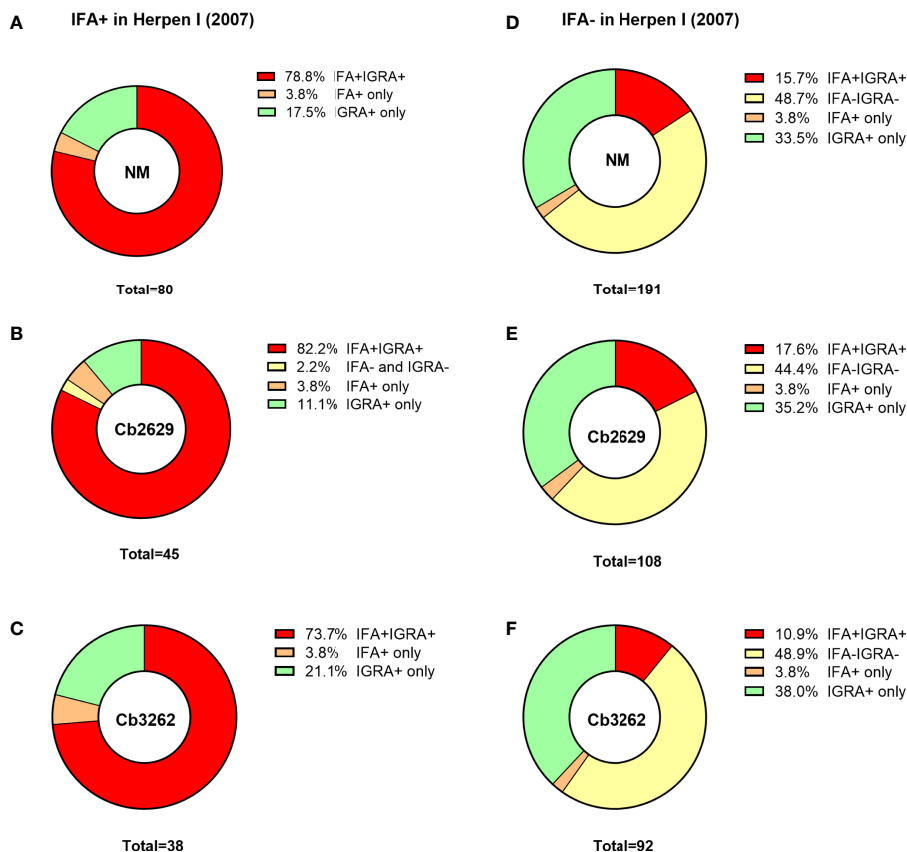 A
IFA+ in Herpen I (2007)
78.8% IFA+IGRA+
3.8% IFA+ only
17.5% IGRA+ only
NM
Total=80
B
82.2% IFA+IGRA+
2.2% IFA- and IGRA-
3.8% IFA+ only
11.1% IGRA+ only
Cb2629
Total=45
C
73.7% IFA+IGRA+
3.8% IFA+ only
21.1% IGRA+ only
Cb3262
Total=38
D
IFA- in Herpen I (2007)
15.7% IFA+IGRA+
48.7% IFA-IGRA-
3.8% IFA+ only
33.5% IGRA+ only
NM
Total=191
E
17.6% IFA+IGRA+
44.4% IFA-IGRA-
3.8% IFA+ only
35.2% IGRA+ only
Cb2629
Total=108
F
10.9% IFA+IGRA+
48.9% IFA-IGRA-
3.8% IFA+ only
38.0% IGRA+ only
Cb3262
Total=92